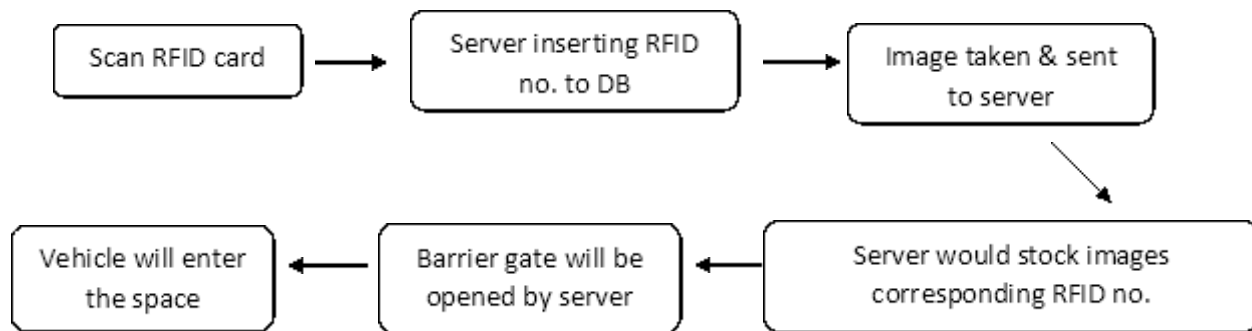 Scan RFID card
Server inserting RFID
no. to DB
Image taken & sent
to server
Server would stock images
corresponding RFID no.
Barrier gate will be
opened by server
Vehicle will enter
the space